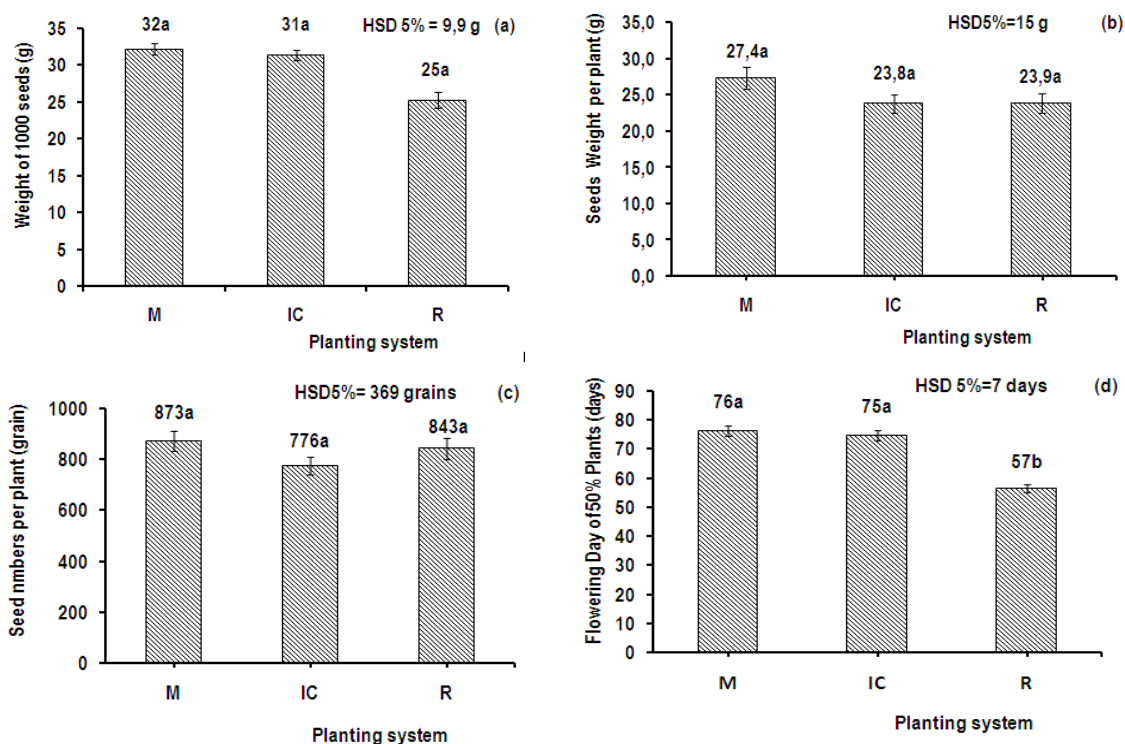 32a
31a
25a
HSD 5% = 9,9 g (a)
Weight of 1000 seeds (g)
35
30
25
20
15
10
5
0
M IC R
Planting system
HSD5%=15 g (b)
27,4a
23,8a
23,9a
Seeds Weight per plant (g)
35,0
30,0
25,0
20,0
15,0
10,0
5,0
0,0
M IC R
Planting system
HSD5%= 369 grains (c)
873a
776a
843a
Seed nmbers per plant (grain)
1000
800
600
400
200
0
M IC R
Planting system
HSD 5%=7 days (d)
76a
75a
57b
Flowering Day of50% Plants (days)
90
80
70
60
50
40
30
20
10
0
M IC R
Planting system